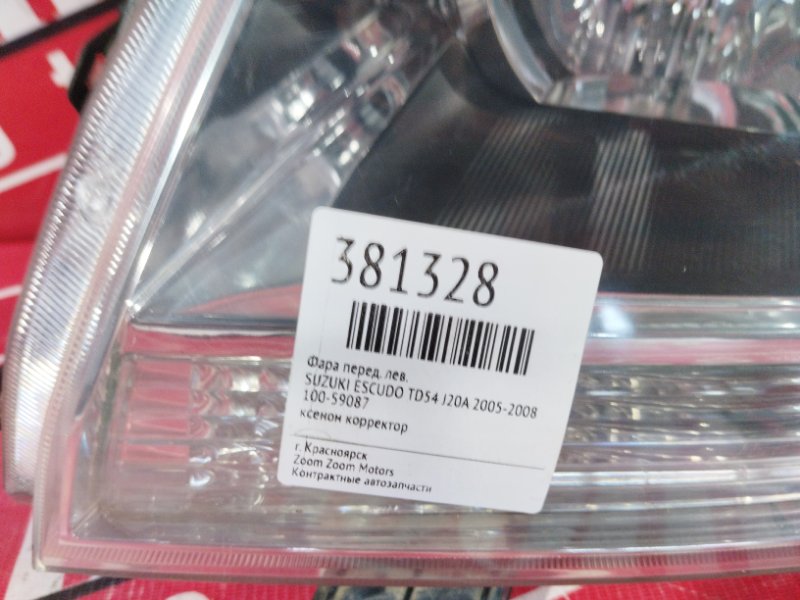 381328
Фара перед. лев.
SUZUKI ESCUDO TD54 J20A 2005-2008
100-59087
ксенон корректор
г. Красноярск
Zoom Zoom Motors
Контрактные автозапчасти